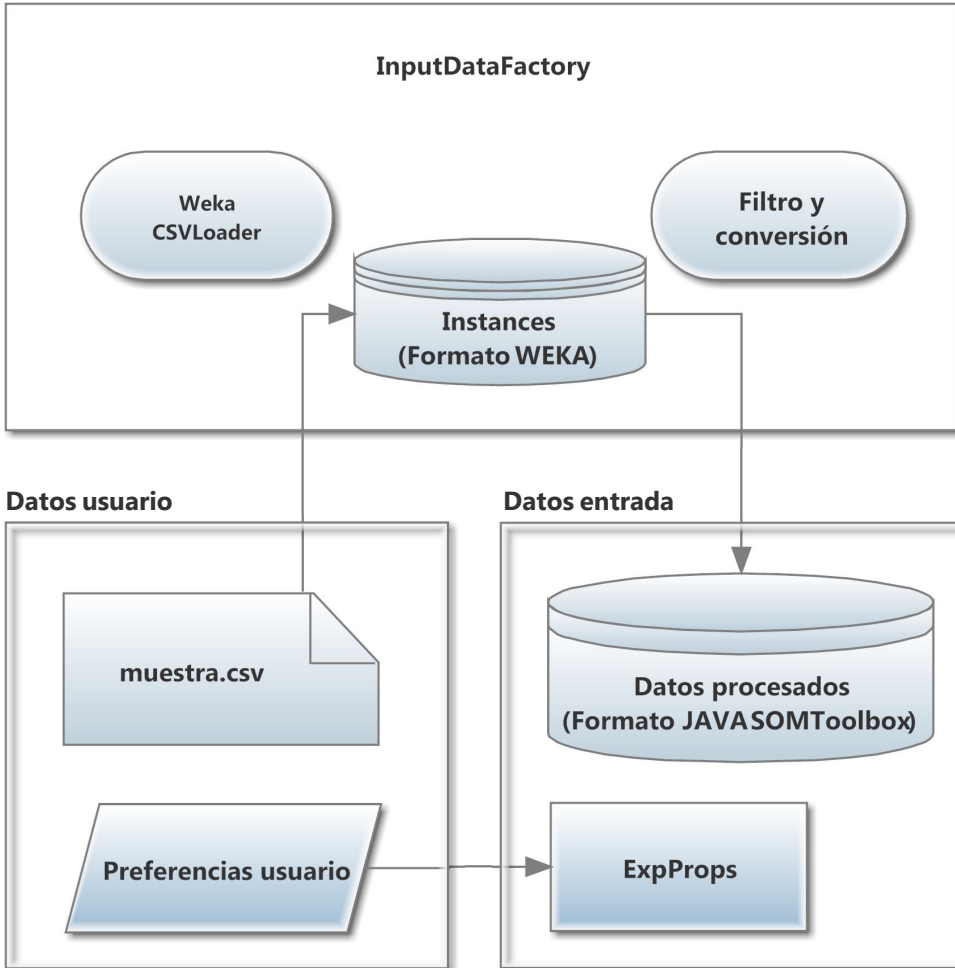 InputDataFactory
Weka
CSVLoader
Filtro y
conversión
Instances
(Formato WEKA)
Datos usuario
Datos entrada
muestra.csv
Datos procesados
(Formato JAVASOMToolbox)
Preferencias usuario
ExpProps